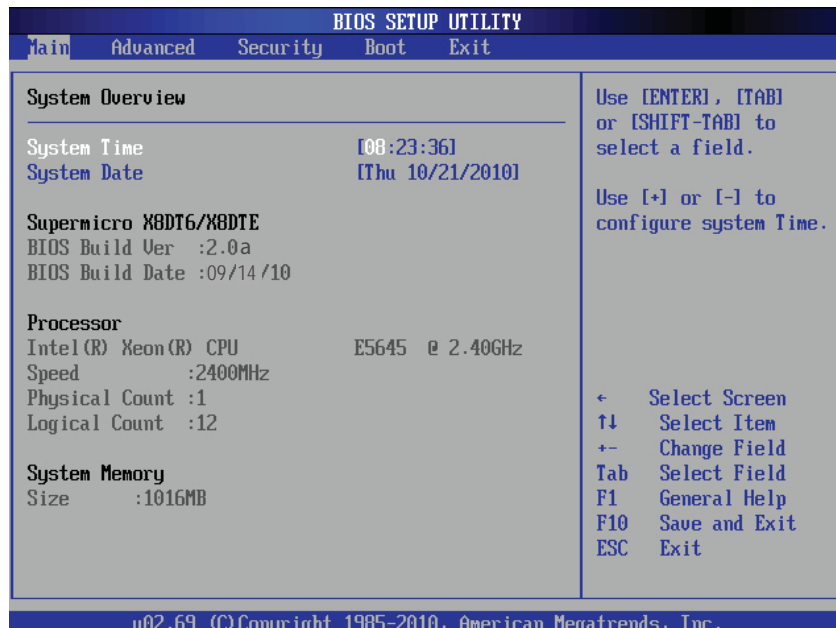 BIOS SETUP UTILITY
Main Advanced Security Boot Exit
System Overview
System Time [08:23:36]
System Date [Thu 10/21/2010]
Supermicro X8DT6/X8DTE
BIOS Build Ver :2.0a
BIOS Build Date :09/14/10
Processor
Intel(R) Xeon(R) CPU E5645 @ 2.40GHz
Speed :2400MHz
Physical Count :1
Logical Count :12
System Memory
Size :1016MB
Use [ENTER], [TAB]
or [SHIFT-TAB] to
select a field.
Use [+] or [-] to
configure system Time.
← Select Screen
↑↓ Select Item
+- Change Field
Tab Select Field
F1 General Help
F10 Save and Exit
ESC Exit
v02.69 (C)Copyright 1985-2010, American Megatrends, Inc.